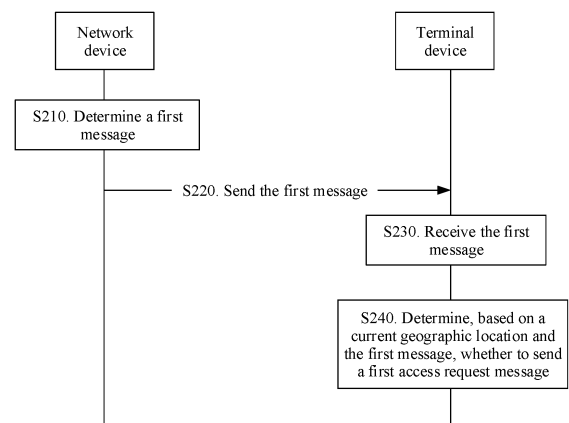 Network
device
Terminal
device
S210. Determine a first
message
S220. Send the first message
S230. Receive the first
message
S240. Determine, based on a
current geographic location and
the first message, whether to send
a first access request message